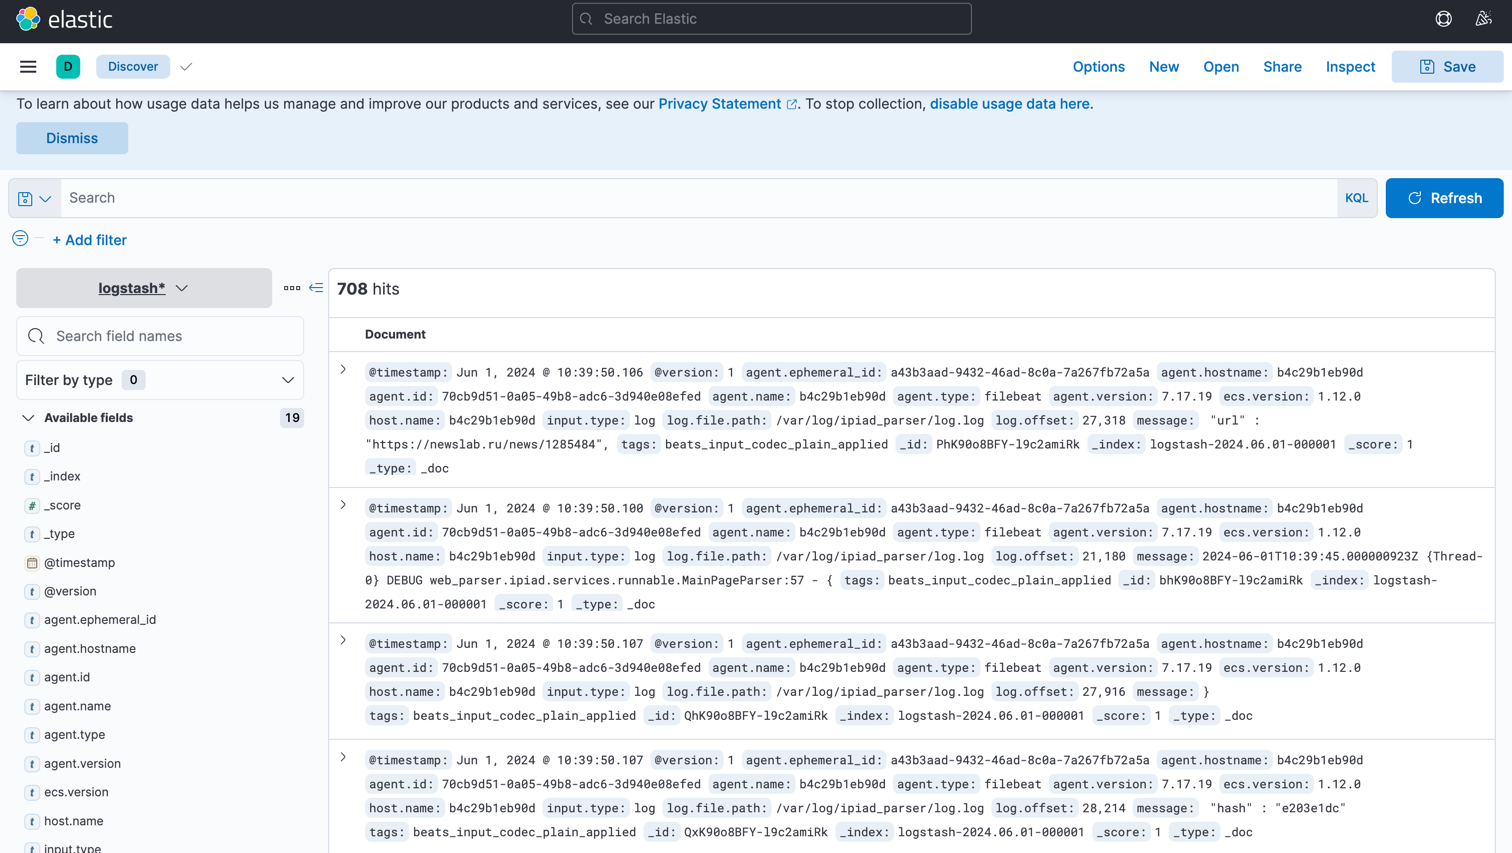 elastic
Search Elastic
D
Discover
Options
New
Open
Share
Inspect
Save
To learn about how usage data helps us manage and improve our products and services, see our Privacy Statement. To stop collection, disable usage data here.
Dismiss
Search
KQL
Refresh
+ Add filter
logstash*
Search field names
Filter by type 0
Available fields 19
t _id
t _index
# _score
t _type
@timestamp
t @version
t agent.ephemeral_id
t agent.hostname
t agent.id
t agent.name
t agent.type
t agent.version
t ecs.version
t host.name
t input.type
708 hits
Document
@timestamp: Jun 1, 2024 @ 10:39:50.106 @version: 1 agent.ephemeral_id: a43b3aad-9432-46ad-8c0a-7a267fb72a5a agent.hostname: b4c29b1eb90d
agent.id: 70cb9d51-0a05-49b8-adc6-3d940e08efed agent.name: b4c29b1eb90d agent.type: filebeat agent.version: 7.17.19 ecs.version: 1.12.0
host.name: b4c29b1eb90d input.type: log log.file.path: /var/log/ipiad_parser/log.log log.offset: 27,318 message: "url" :
"https://newslab.ru/news/1285484", tags: beats_input_codec_plain_applied _id: PhK90o8BFY-l9c2amiRk _index: logstash-2024.06.01-000001 _score: 1
_type: _doc
@timestamp: Jun 1, 2024 @ 10:39:50.100 @version: 1 agent.ephemeral_id: a43b3aad-9432-46ad-8c0a-7a267fb72a5a agent.hostname: b4c29b1eb90d
agent.id: 70cb9d51-0a05-49b8-adc6-3d940e08efed agent.name: b4c29b1eb90d agent.type: filebeat agent.version: 7.17.19 ecs.version: 1.12.0
host.name: b4c29b1eb90d input.type: log log.file.path: /var/log/ipiad_parser/log.log log.offset: 21,180 message: 2024-06-01T10:39:45.000000923Z {Thread-
0} DEBUG web_parser.ipiad.services.runnable.MainPageParser:57 - { tags: beats_input_codec_plain_applied _id: bhK90o8BFY-l9c2amiRk _index: logstash-
2024.06.01-000001 _score: 1 _type: _doc
@timestamp: Jun 1, 2024 @ 10:39:50.107 @version: 1 agent.ephemeral_id: a43b3aad-9432-46ad-8c0a-7a267fb72a5a agent.hostname: b4c29b1eb90d
agent.id: 70cb9d51-0a05-49b8-adc6-3d940e08efed agent.name: b4c29b1eb90d agent.type: filebeat agent.version: 7.17.19 ecs.version: 1.12.0
host.name: b4c29b1eb90d input.type: log log.file.path: /var/log/ipiad_parser/log.log log.offset: 27,916 message: }
tags: beats_input_codec_plain_applied _id: QhK90o8BFY-l9c2amiRk _index: logstash-2024.06.01-000001 _score: 1 _type: _doc
@timestamp: Jun 1, 2024 @ 10:39:50.107 @version: 1 agent.ephemeral_id: a43b3aad-9432-46ad-8c0a-7a267fb72a5a agent.hostname: b4c29b1eb90d
agent.id: 70cb9d51-0a05-49b8-adc6-3d940e08efed agent.name: b4c29b1eb90d agent.type: filebeat agent.version: 7.17.19 ecs.version: 1.12.0
host.name: b4c29b1eb90d input.type: log log.file.path: /var/log/ipiad_parser/log.log log.offset: 28,214 message: "hash" : "e203e1dc"
tags: beats_input_codec_plain_applied _id: QxK90o8BFY-l9c2amiRk _index: logstash-2024.06.01-000001 _score: 1 _type: _doc